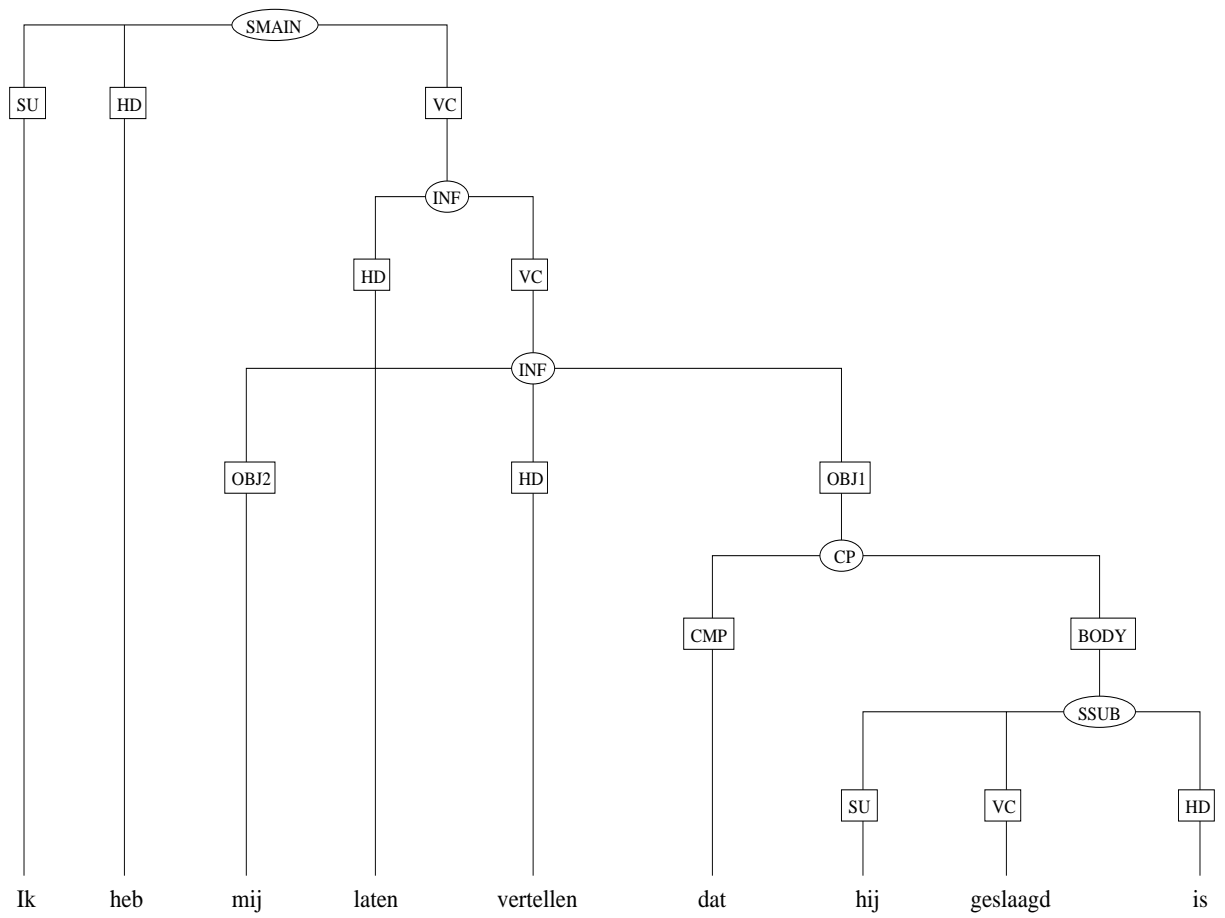 SMAIN
SU HD VC
INF
HD VC
INF
OBJ2 HD OBJ1
CP
CMP BODY
SSUB
SU VC HD
Ik heb mij laten vertellen dat hij geslaagd is